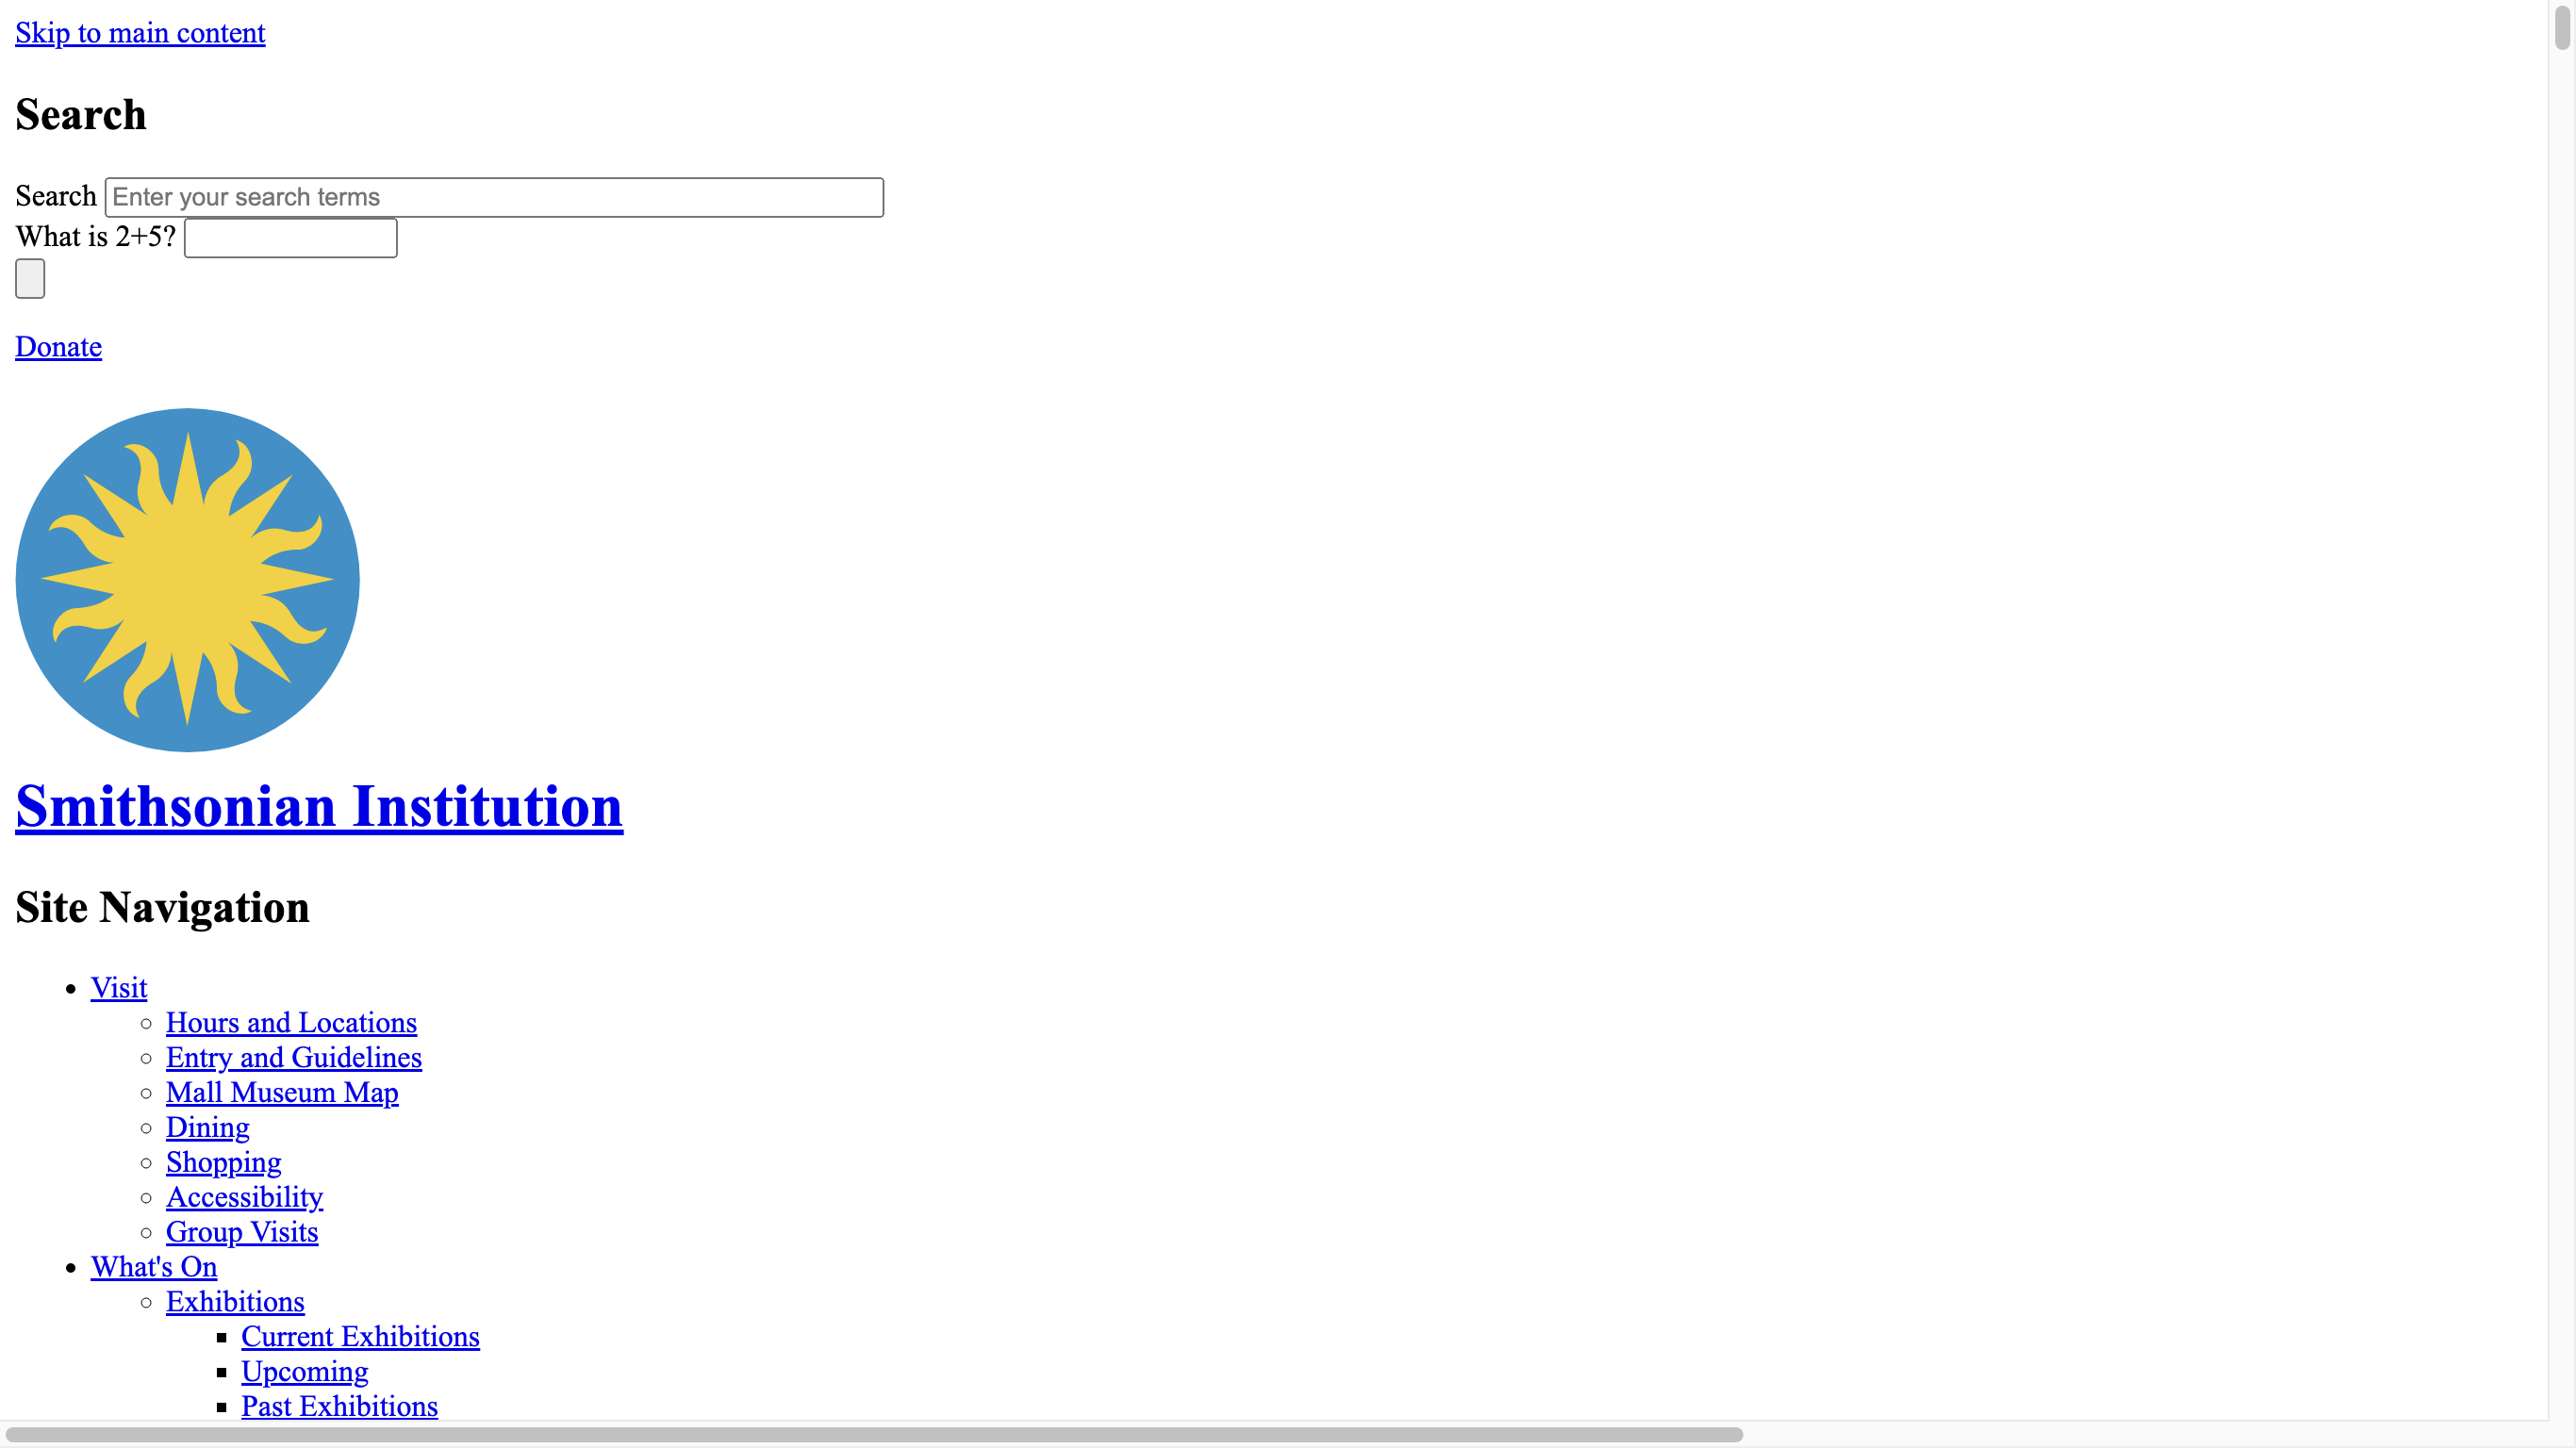 Skip to main content
Search
Search Enter your search terms
What is 2+5?
Donate
Smithsonian Institution
Site Navigation
Visit
Hours and Locations
Entry and Guidelines
Mall Museum Map
Dining
Shopping
Accessibility
Group Visits
What's On
Exhibitions
Current Exhibitions
Upcoming
Past Exhibitions